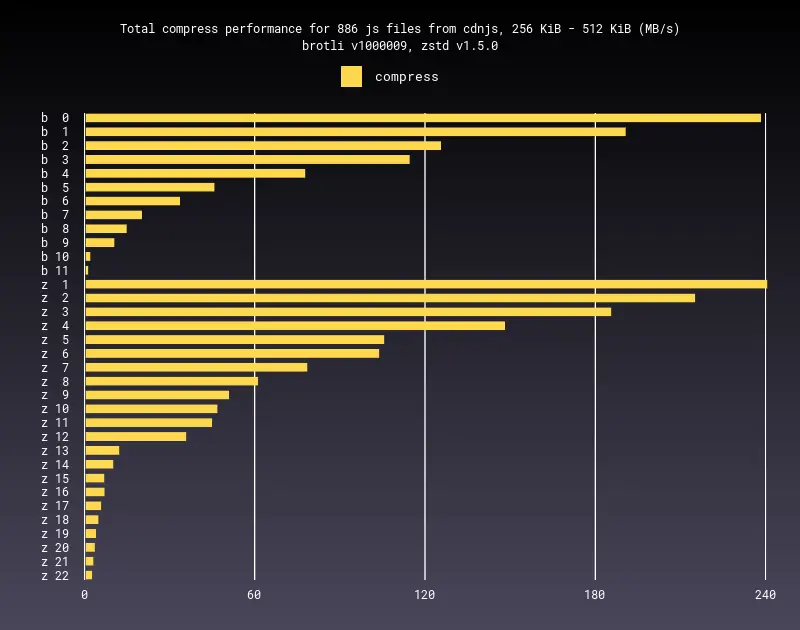 Total compress performance for 886 js files from cdnjs, 256 KiB - 512 KiB (MB/s)
brotli v1000009, zstd v1.5.0
compress
b 0
b 1
b 2
b 3
b 4
b 5
b 6
b 7
b 8
b 9
b 10
b 11
z 1
z 2
z 3
z 4
z 5
z 6
z 7
z 8
z 9
z 10
z 11
z 12
z 13
z 14
z 15
z 16
z 17
z 18
z 19
z 20
z 21
z 22
0 60 120 180 240